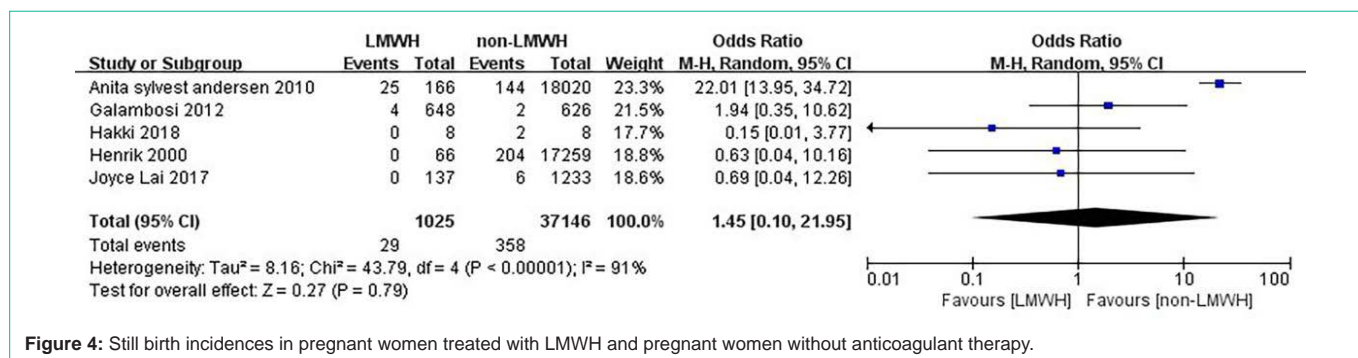 LMWH non-LMWH Odds Ratio Odds Ratio
Study or Subgroup Events Total Events Total Weight M-H, Random, 95% CI M-H, Random, 95% CI
Anita sylvest andersen 2010 25 166 144 18020 23.3% 22.01 [13.95, 34.72]
Galambosi 2012 4 648 2 626 21.5% 1.94 [0.35, 10.62]
Hakki 2018 0 8 2 8 17.7% 0.15 [0.01, 3.77]
Henrik 2000 0 66 204 17259 18.8% 0.63 [0.04, 10.16]
Joyce Lai 2017 0 137 6 1233 18.6% 0.69 [0.04, 12.26]
Total (95% CI) 1025 37146 100.0% 1.45 [0.10, 21.95]
Total events 29 358
Heterogeneity: Tau² = 8.16; Chi² = 43.79, df = 4 (P < 0.00001); I² = 91%
Test for overall effect: Z = 0.27 (P = 0.79)
0.01 0.1 1 10 100
Favours [LMWH] Favours [non-LMWH]
Figure 4: Still birth incidences in pregnant women treated with LMWH and pregnant women without anticoagulant therapy.